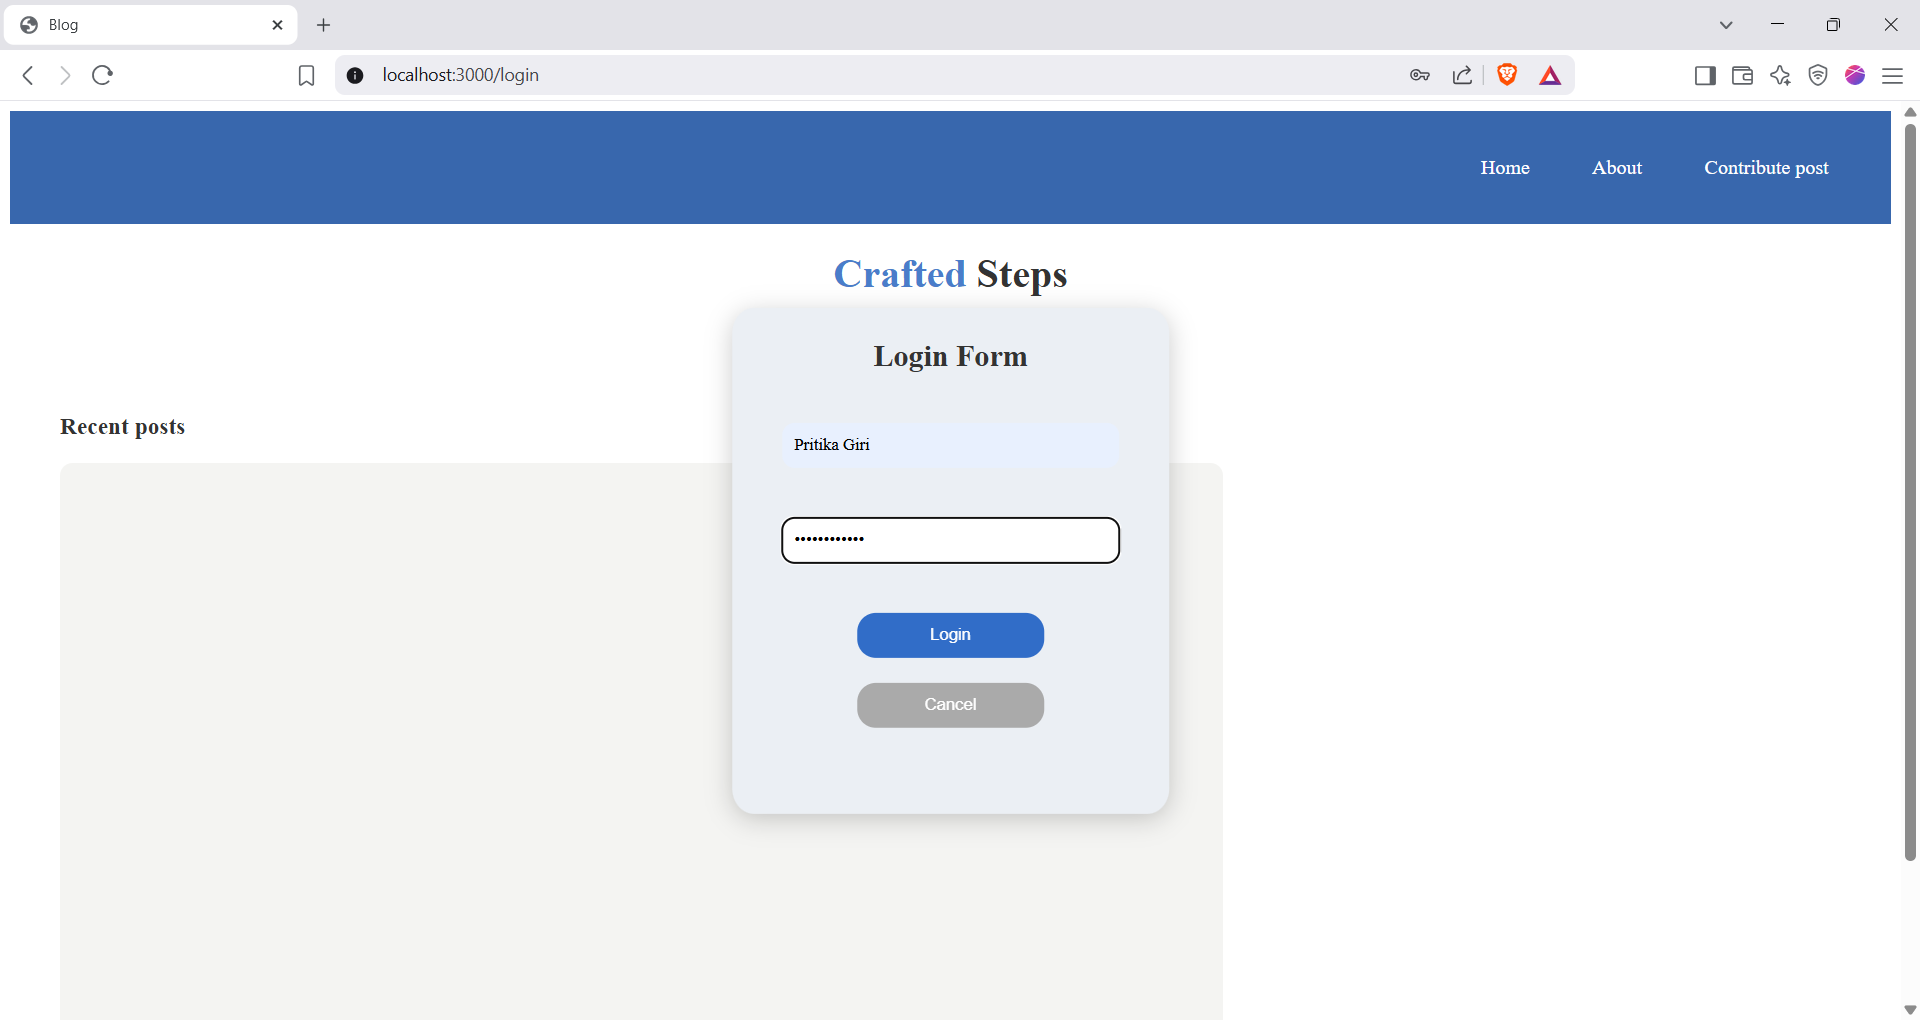 Blog
localhost:3000/login
Home About Contribute post
Crafted Steps
Login Form
Recent posts
Pritika Giri
••••••••••••
Login
Cancel